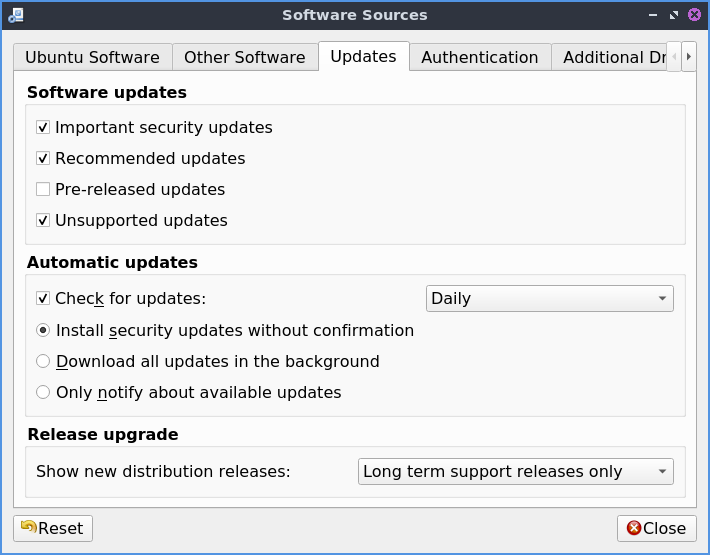 Software Sources
Ubuntu Software
Other Software
Updates
Authentication
Additional Dr
Software updates
Important security updates
Recommended updates
Pre-released updates
Unsupported updates
Automatic updates
Check for updates:
Daily
Install security updates without confirmation
Download all updates in the background
Only notify about available updates
Release upgrade
Show new distribution releases:
Long term support releases only
Reset
Close